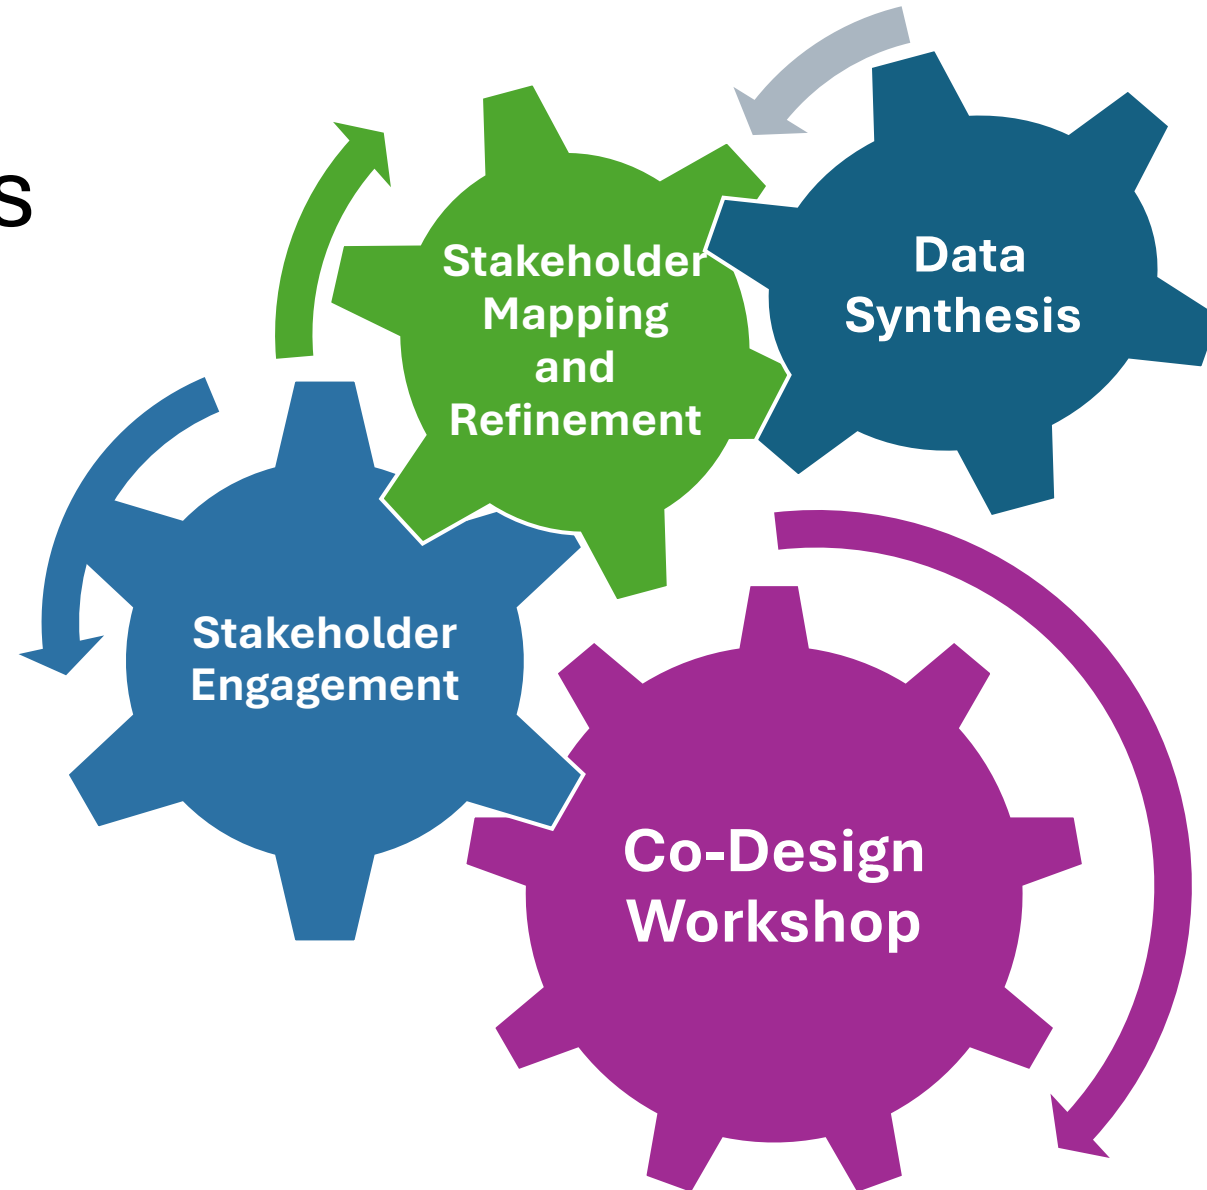 s
Stakeholder
Mapping
and
Refinement
Data
Synthesis
Stakeholder
Engagement
Co-Design
Workshop